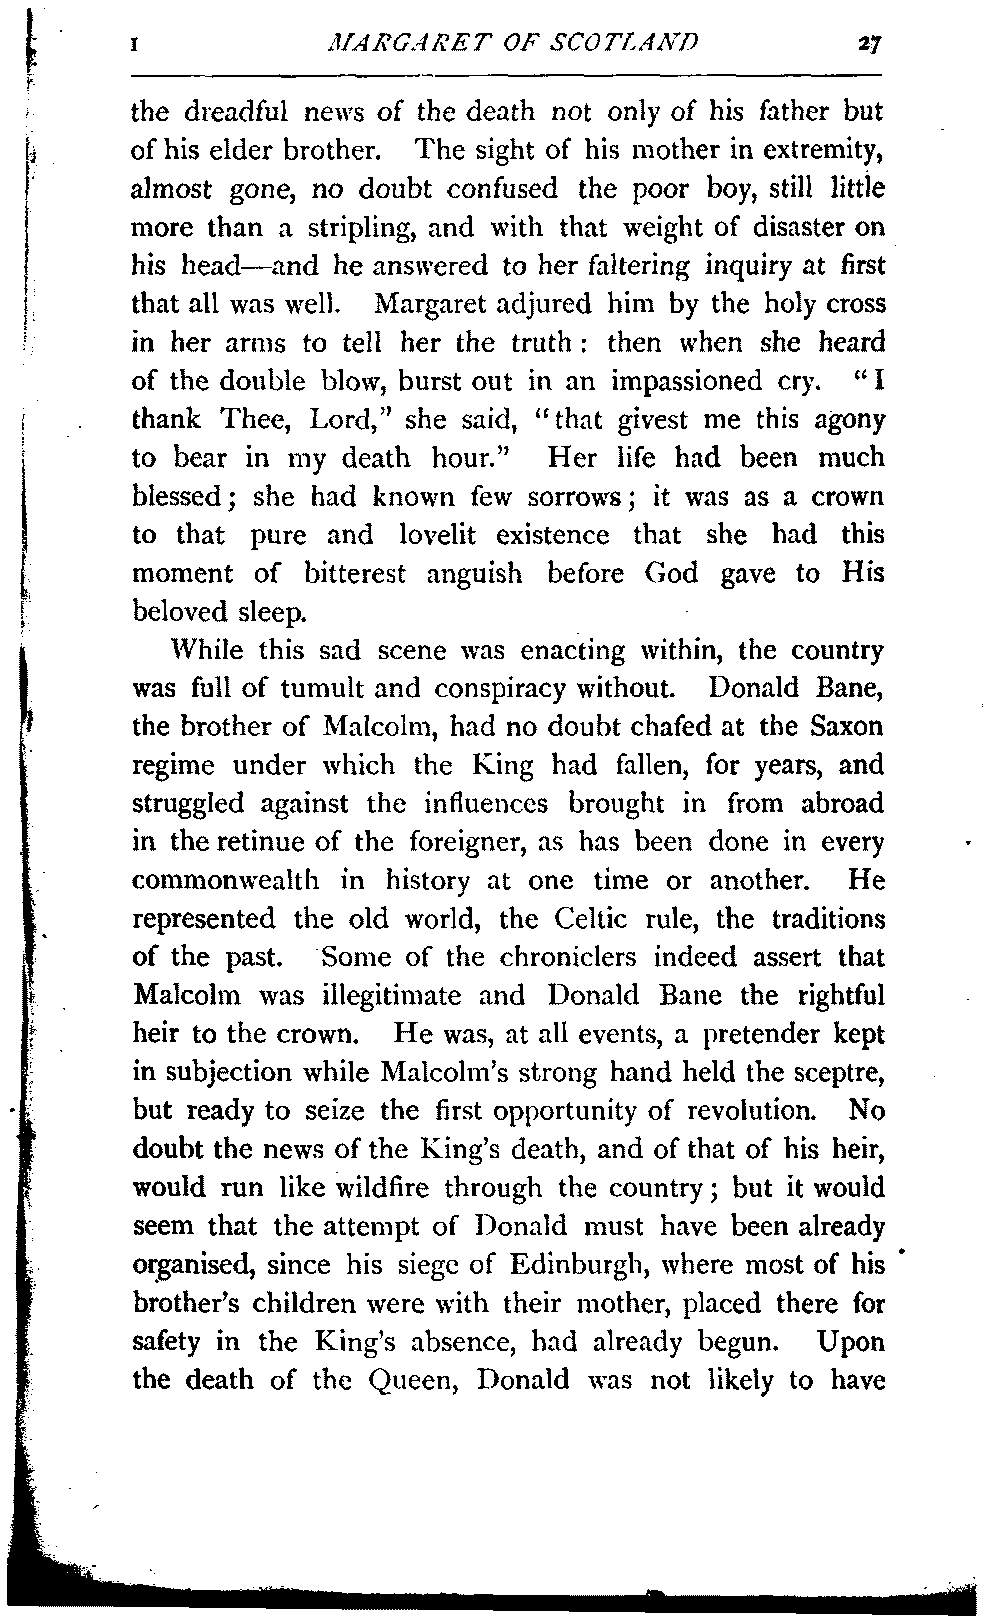 I MARGARET OF SCOTLAND 27
the dreadful news of the death not only of his father but
of his elder brother. The sight of his mother in extremity,
almost gone, no doubt confused the poor boy, still little
more than a stripling, and with that weight of disaster on
his head—and he answered to her faltering inquiry at first
that all was well. Margaret adjured him by the holy cross
in her arms to tell her the truth : then when she heard
of the double blow, burst out in an impassioned cry. “I
thank Thee, Lord,” she said, “that givest me this agony
to bear in my death hour.” Her life had been much
blessed ; she had known few sorrows ; it was as a crown
to that pure and lovelit existence that she had this
moment of bitterest anguish before God gave to His
beloved sleep.
While this sad scene was enacting within, the country
was full of tumult and conspiracy without. Donald Bane,
the brother of Malcolm, had no doubt chafed at the Saxon
regime under which the King had fallen, for years, and
struggled against the influences brought in from abroad
in the retinue of the foreigner, as has been done in every
commonwealth in history at one time or another. He
represented the old world, the Celtic rule, the traditions
of the past. Some of the chroniclers indeed assert that
Malcolm was illegitimate and Donald Bane the rightful
heir to the crown. He was, at all events, a pretender kept
in subjection while Malcolm’s strong hand held the sceptre,
but ready to seize the first opportunity of revolution. No
doubt the news of the King’s death, and of that of his heir,
would run like wildfire through the country ; but it would
seem that the attempt of Donald must have been already
organised, since his siege of Edinburgh, where most of his
brother’s children were with their mother, placed there for
safety in the King’s absence, had already begun. Upon
the death of the Queen, Donald was not likely to have